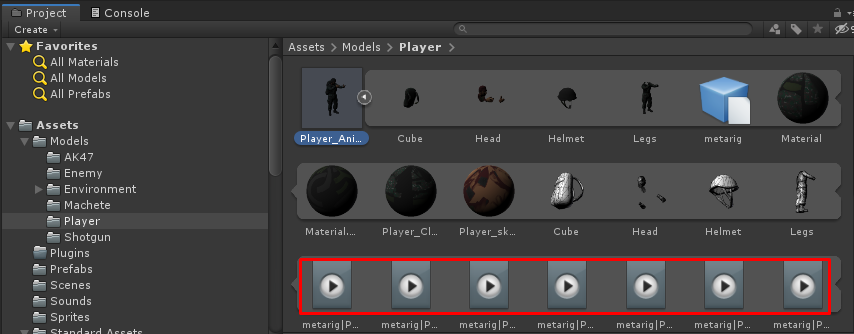 Project
Console
Create
Favorites
All Materials
All Models
All Prefabs
Assets
Models
AK47
Enemy
Environment
Machete
Player
Shotgun
Plugins
Prefabs
Scenes
Sounds
Sprites
Standard Assets
Assets Models Player
Player_Ani... Cube Head Helmet Legs metarig Material
Material.... Player_Cl... Player_sk... Cube Head Helmet Legs
metarig|P... metarig|P... metarig|P... metarig|P... metarig|P... metarig|P... metarig|P...